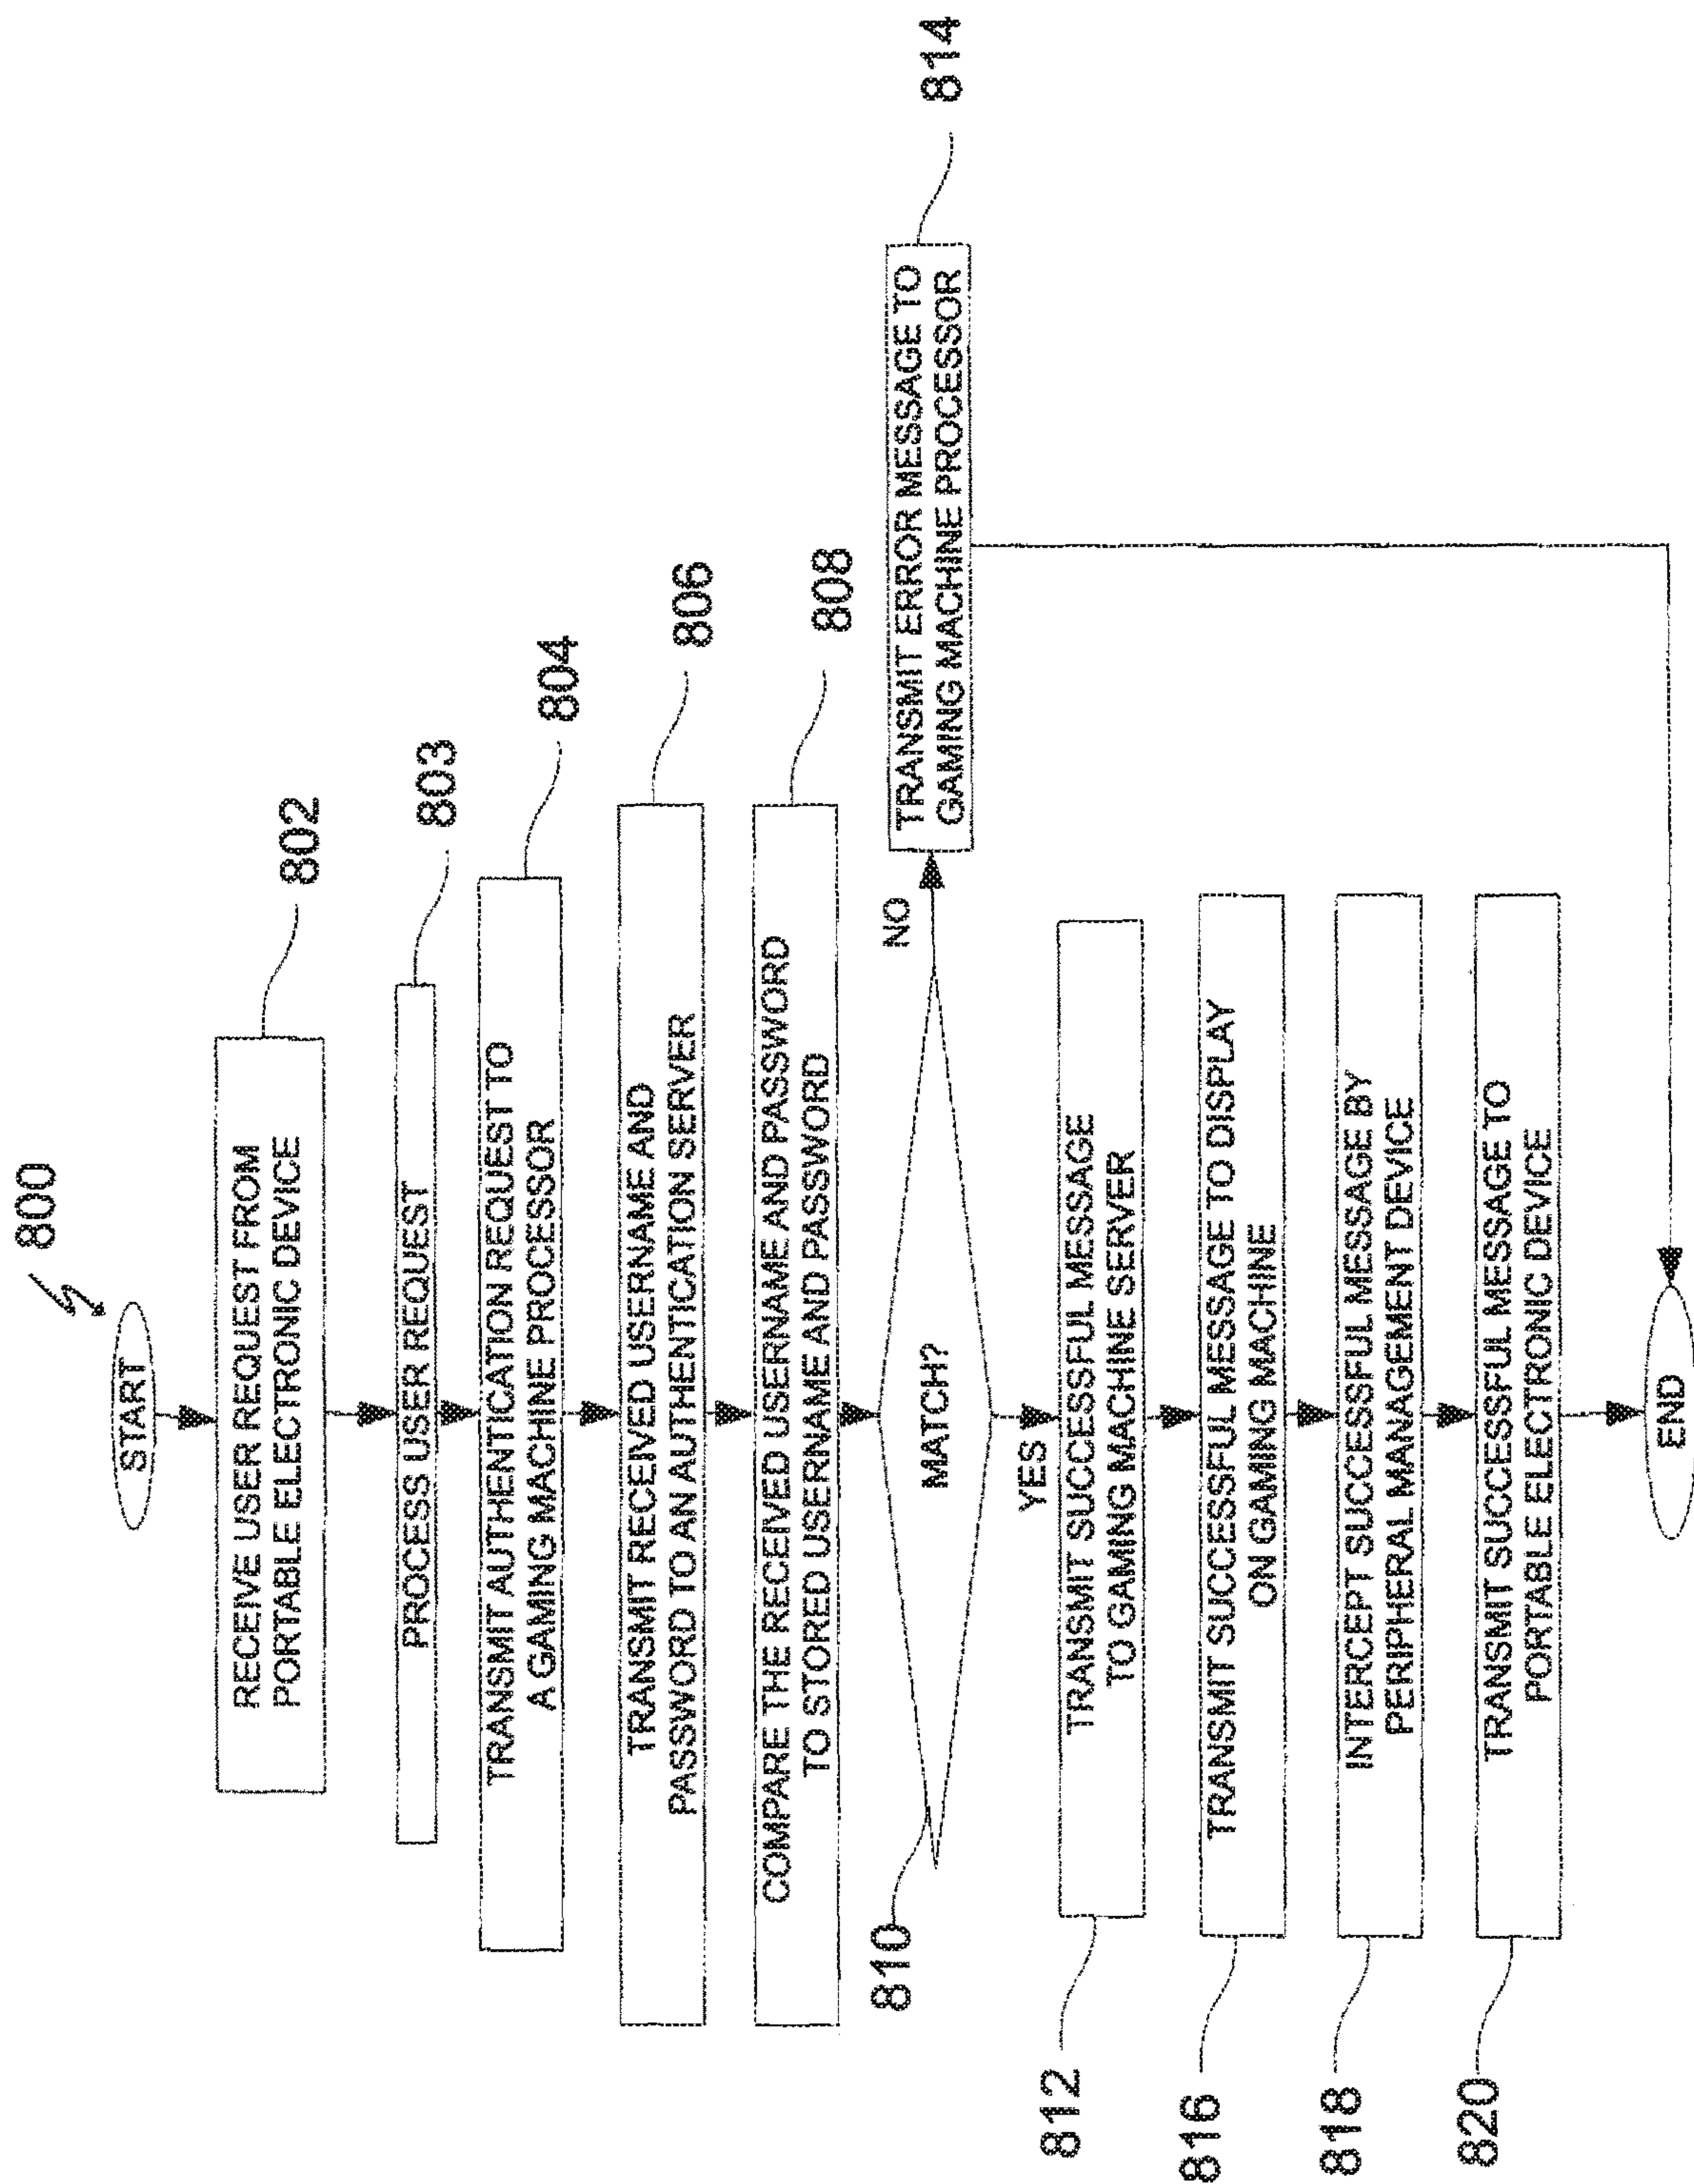 800
START
RECEIVE USER REQUEST FROM
PORTABLE ELECTRONIC DEVICE
802
PROCESS USER REQUEST
803
TRANSMIT AUTHENTICATION REQUEST TO
A GAMING MACHINE PROCESSOR
804
TRANSMIT RECEIVED USERNAME AND
PASSWORD TO AN AUTHENTICATION SERVER
806
COMPARE THE RECEIVED USERNAME AND PASSWORD
TO STORED USERNAME AND PASSWORD
808
810
MATCH?
NO
TRANSMIT ERROR MESSAGE TO
GAMING MACHINE PROCESSOR
814
YES
812
TRANSMIT SUCCESSFUL MESSAGE
TO GAMING MACHINE SERVER
816
TRANSMIT SUCCESSFUL MESSAGE TO DISPLAY
ON GAMING MACHINE
818
INTERCEPT SUCCESSFUL MESSAGE BY
PERIPHERAL MANAGEMENT DEVICE
820
TRANSMIT SUCCESSFUL MESSAGE TO
PORTABLE ELECTRONIC DEVICE
END